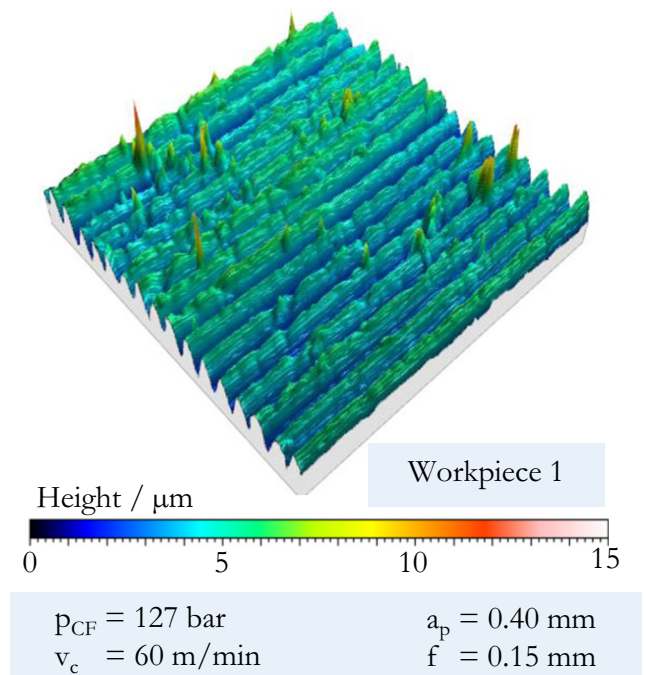 Workpiece 1
Height / µm
0 5 10 15
p_CF = 127 bar a_p = 0.40 mm
v_c = 60 m/min f = 0.15 mm